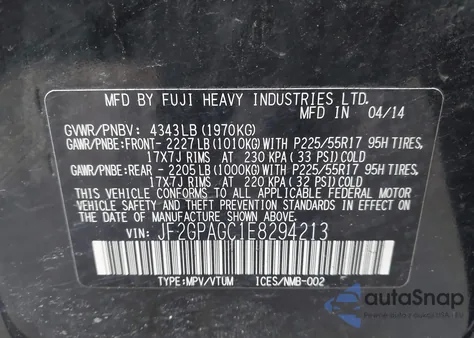 MFD BY FUJI HEAVY INDUSTRIES LTD.
MFD IN 04/14
GVWR/PNBV: 4343LB (1970KG)
GAWR/PNBE:FRONT- 2227 LB (1010KG)WITH P225/55R17 95H TIRES,
17X7J RIMS AT 230 KPA (33 PSI) COLD
GAWR/PNBE:REAR - 2205 LB (1000KG)WITH P225/55R17 95H TIRES,
17X7J RIMS AT 220 KPA (32 PSI) COLD
THIS VEHICLE CONFORMS TO ALL APPLICABLE FEDERAL MOTOR
VEHICLE SAFETY AND THEFT PREVENTION STANDARDS IN EFFECT
ON THE DATE OF MANUFACTURE SHOWN ABOVE.
VIN: JF2GPAGC1E8294213
TYPE:MPV/VTUM ICES/NMB-002
autoSnap